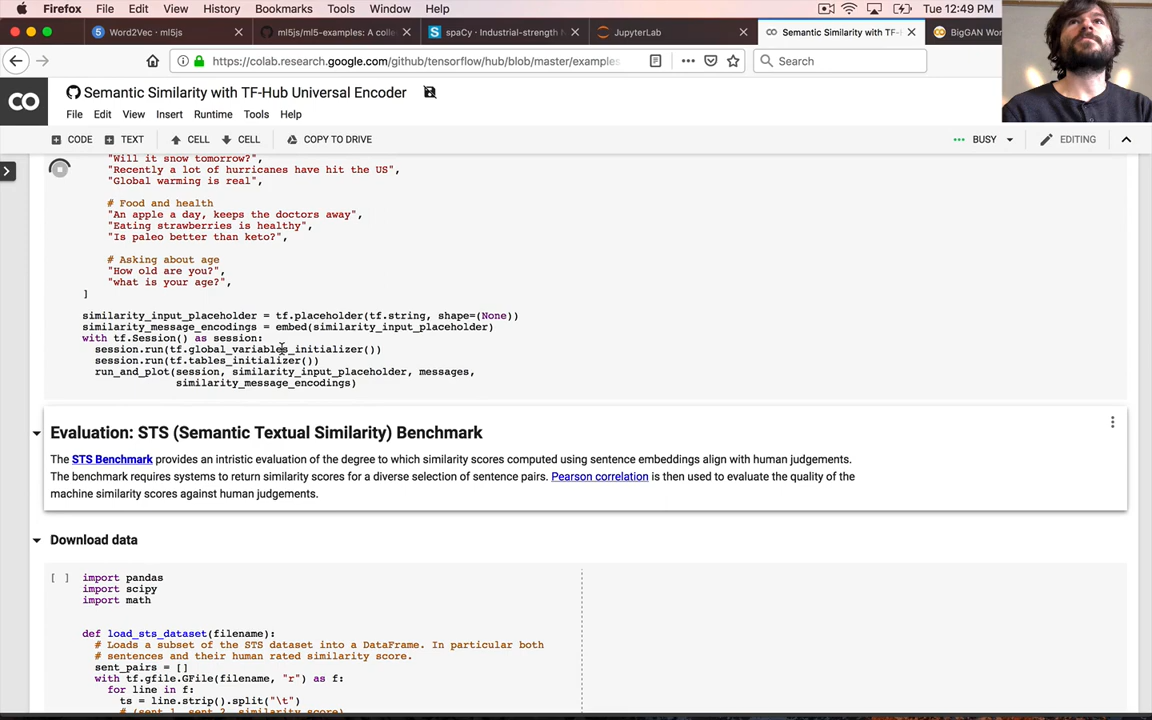 Firefox File Edit View History Bookmarks Tools Window Help Tue 12:49 PM
5 Word2Vec - ml5js
ml5js/ml5-examples: A colle
S spaCy · Industrial-strength N
JupyterLab
Semantic Similarity with TF-H
BigGAN Wor
https://colab.research.google.com/github/tensorflow/hub/blob/master/examples
Search
CO Semantic Similarity with TF-Hub Universal Encoder
File Edit View Insert Runtime Tools Help
CODE TEXT CELL CELL COPY TO DRIVE BUSY EDITING
"Will it snow tomorrow?",
"Recently a lot of hurricanes have hit the US",
"Global warming is real",
# Food and health
"An apple a day, keeps the doctors away",
"Eating strawberries is healthy",
"Is paleo better than keto?",
# Asking about age
"How old are you?",
"what is your age?",
]
similarity_input_placeholder = tf.placeholder(tf.string, shape=(None))
similarity_message_encodings = embed(similarity_input_placeholder)
with tf.Session() as session:
session.run(tf.global_variables_initializer())
session.run(tf.tables_initializer())
run_and_plot(session, similarity_input_placeholder, messages,
similarity_message_encodings)
Evaluation: STS (Semantic Textual Similarity) Benchmark
The STS Benchmark provides an intristic evaluation of the degree to which similarity scores computed using sentence embeddings align with human judgements.
The benchmark requires systems to return similarity scores for a diverse selection of sentence pairs. Pearson correlation is then used to evaluate the quality of the
machine similarity scores against human judgements.
Download data
[ ] import pandas
import scipy
import math
def load_sts_dataset(filename):
# Loads a subset of the STS dataset into a DataFrame. In particular both
# sentences and their human rated similarity score.
sent_pairs = []
with tf.gfile.GFile(filename, "r") as f:
for line in f:
ts = line.strip().split("\t")
# (sent_1, sent_2, similarity_score)